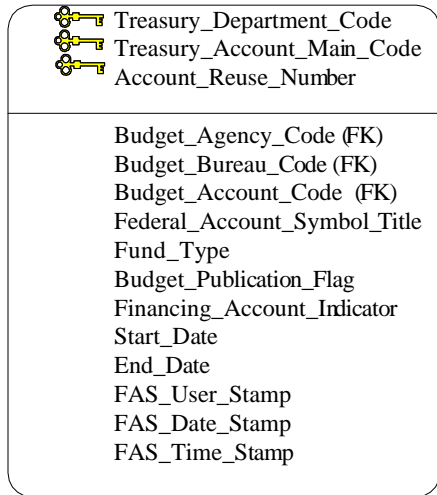 Treasury_Department_Code
Treasury_Account_Main_Code
Account_Reuse_Number
Budget_Agency_Code (FK)
Budget_Bureau_Code (FK)
Budget_Account_Code (FK)
Federal_Account_Symbol_Title
Fund_Type
Budget_Publication_Flag
Financing_Account_Indicator
Start_Date
End_Date
FAS_User_Stamp
FAS_Date_Stamp
FAS_Time_Stamp